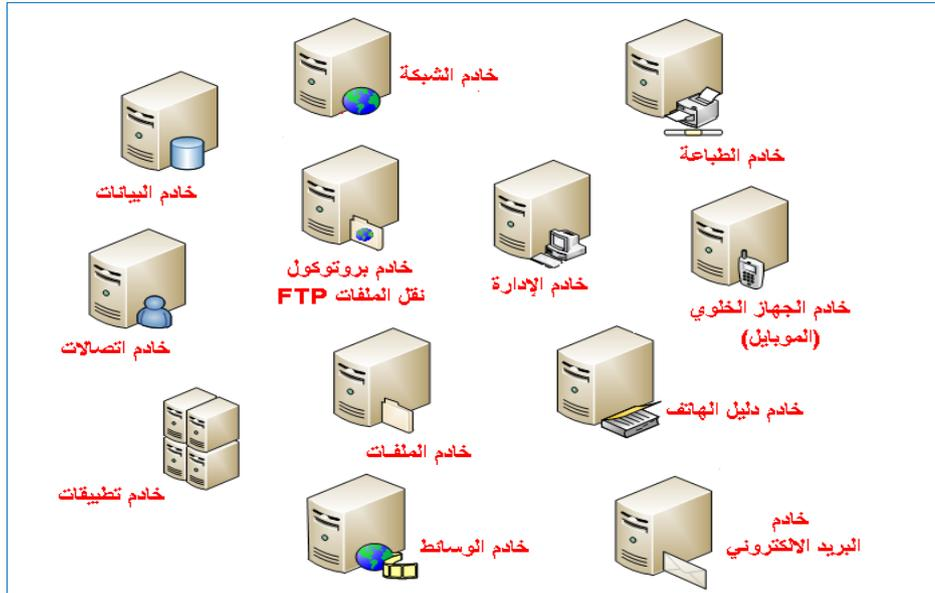 خادم الشبكة
خادم الطباعة
خادم البيانات
خادم بروتوكول
نقل الملفات FTP
خادم الإدارة
خادم الجهاز الخلوي
(الموبايل)
خادم اتصالات
خادم دليل الهاتف
خادم الملفات
خادم تطبيقات
خادم الوسائط
خادم
البريد الالكتروني